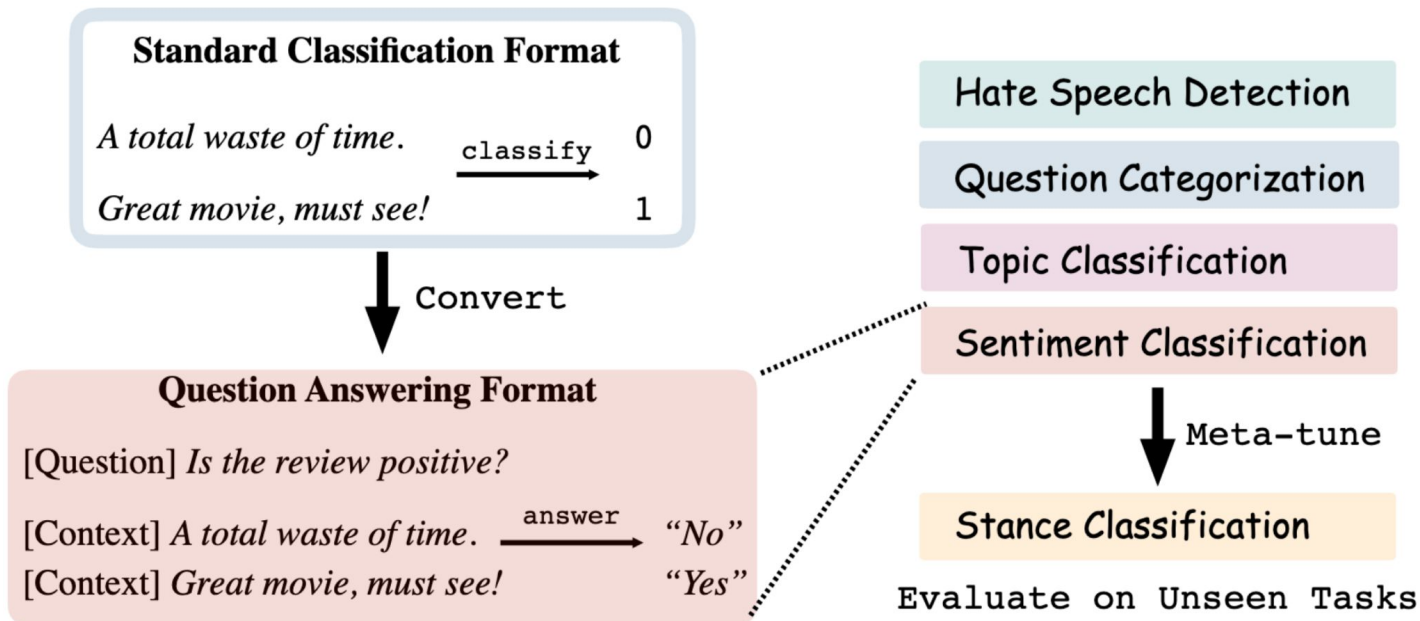 Standard Classification Format
A total waste of time.
classify
0
Great movie, must see!
1
Convert
Question Answering Format
[Question] Is the review positive?
[Context] A total waste of time.
answer
“No”
[Context] Great movie, must see!
“Yes”
Hate Speech Detection
Question Categorization
Topic Classification
Sentiment Classification
Meta-tune
Stance Classification
Evaluate on Unseen Tasks